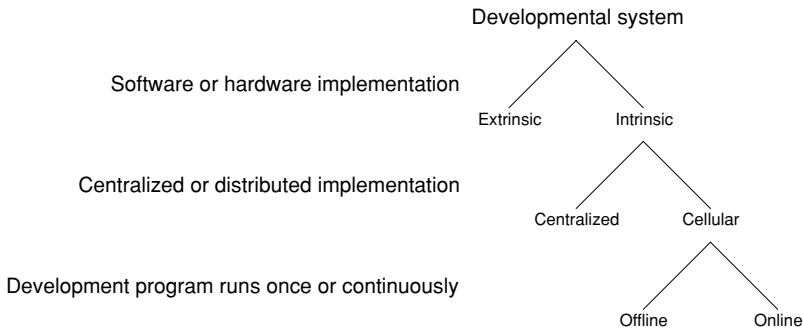 Developmental system
Software or hardware implementation
Extrinsic Intrinsic
Centralized or distributed implementation
Centralized Cellular
Development program runs once or continuously
Offline Online